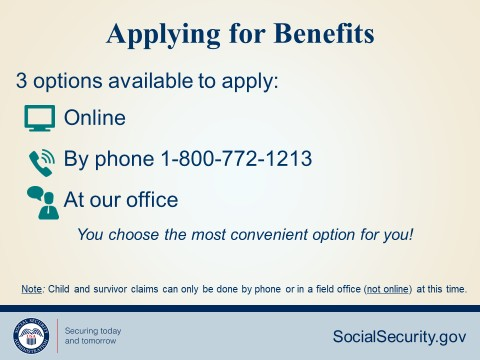 Applying for Benefits
3 options available to apply:
Online
By phone 1-800-772-1213
At our office
You choose the most convenient option for you!
Note: Child and survivor claims can only be done by phone or in a field office (not online) at this time.
Securing today
and tomorrow
SocialSecurity.gov